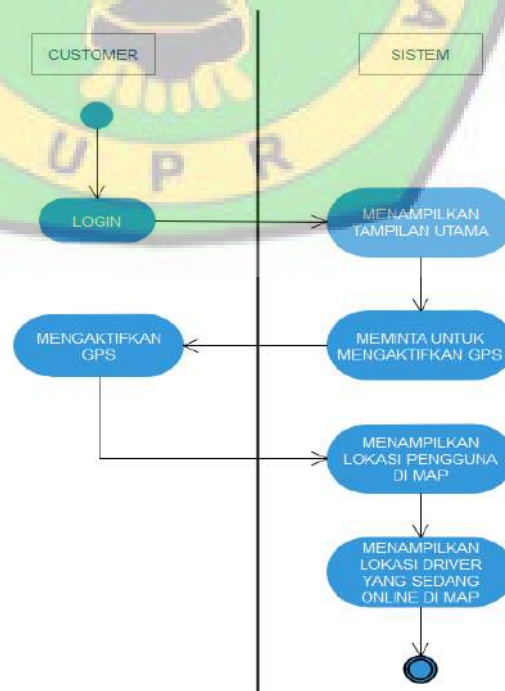 CUSTOMER
SISTEM
U P R A
LOGIN
MENAMPILKAN
TAMPILAN UTAMA
MENGAKTIFKAN
GPS
MEMINTA UNTUK
MENGAKTIFKAN GPS
MENAMPILKAN
LOKASI PENGGUNA
DI MAP
MENAMPILKAN
LOKASI DRIVER
YANG SEDANG
ONLINE DI MAP